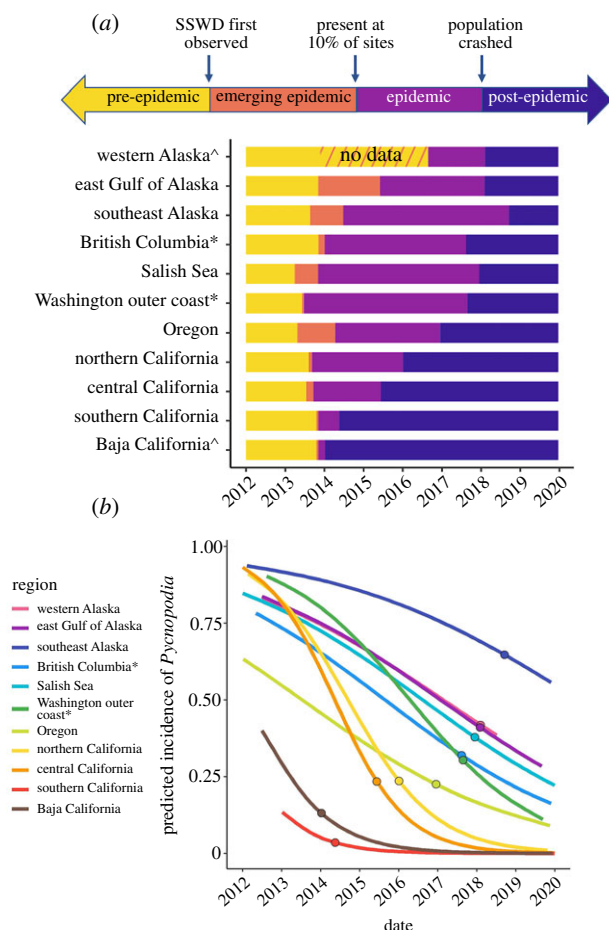 (a)
SSWD first
observed
present at
10% of sites
population
crashed
pre-epidemic
emerging epidemic
epidemic
post-epidemic
western Alaska^
no data
east Gulf of Alaska
southeast Alaska
British Columbia*
Salish Sea
Washington outer coast*
Oregon
northern California
central California
southern California
Baja California^
2012 2013 2014 2015 2016 2017 2018 2019 2020
(b)
region
western Alaska
east Gulf of Alaska
southeast Alaska
British Columbia*
Salish Sea
Washington outer
coast*
Oregon
northern California
central California
southern California
Baja California
predicted incidence of Pycnopodia
1.00
0.75
0.50
0.25
0
2012 2013 2014 2015 2016 2017 2018 2019 2020
date